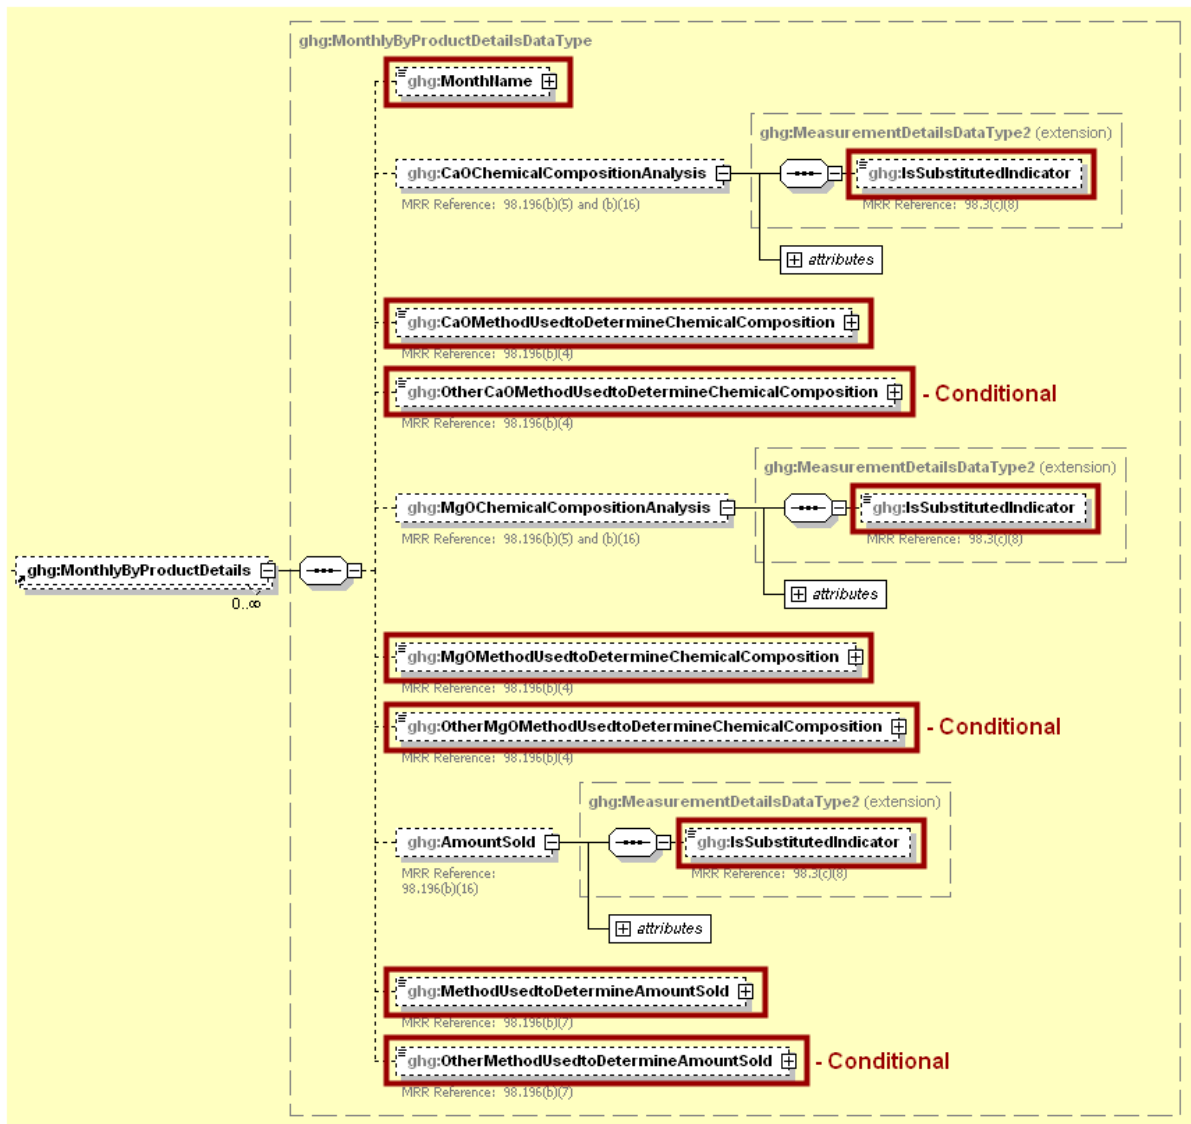 ghg:MonthlyByProductDetailsDataType
ghg:MonthName
ghg:MeasurementDetailsDataType2 (extension)
ghg:CaOChemicalCompositionAnalysis
ghg:IsSubstitutedIndicator
MRR Reference: 98.196(b)(5) and (b)(16)
MRR Reference: 98.3(c)(8)
attributes
ghg:CaOMethodUsedtoDetermineChemicalComposition
MRR Reference: 98.196(b)(4)
ghg:OtherCaOMethodUsedtoDetermineChemicalComposition
- Conditional
MRR Reference: 98.196(b)(4)
ghg:MeasurementDetailsDataType2 (extension)
ghg:MgOChemicalCompositionAnalysis
ghg:IsSubstitutedIndicator
MRR Reference: 98.196(b)(5) and (b)(16)
MRR Reference: 98.3(c)(8)
ghg:MonthlyByProductDetails
0..∞
attributes
ghg:MgOMethodUsedtoDetermineChemicalComposition
MRR Reference: 98.196(b)(4)
ghg:OtherMgOMethodUsedtoDetermineChemicalComposition
- Conditional
MRR Reference: 98.196(b)(4)
ghg:MeasurementDetailsDataType2 (extension)
ghg:AmountSold
ghg:IsSubstitutedIndicator
MRR Reference:
98.196(b)(16)
MRR Reference: 98.3(c)(8)
attributes
ghg:MethodUsedtoDetermineAmountSold
MRR Reference: 98.196(b)(7)
ghg:OtherMethodUsedtoDetermineAmountSold
- Conditional
MRR Reference: 98.196(b)(7)